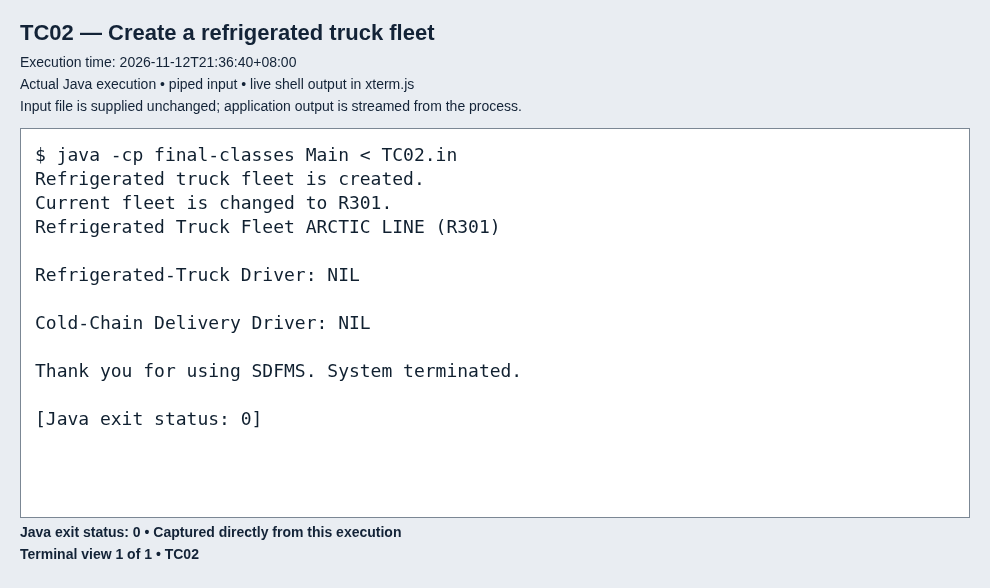 TC02 — Create a refrigerated truck fleet
Execution time: 2026-11-12T21:36:40+08:00
Actual Java execution • piped input • live shell output in xterm.js
Input file is supplied unchanged; application output is streamed from the process.
$ java -cp final-classes Main < TC02.in
Refrigerated truck fleet is created.
Current fleet is changed to R301.
Refrigerated Truck Fleet ARCTIC LINE (R301)
Refrigerated-Truck Driver: NIL
Cold-Chain Delivery Driver: NIL
Thank you for using SDFMS. System terminated.
[Java exit status: 0]
Java exit status: 0 • Captured directly from this execution
Terminal view 1 of 1 • TC02